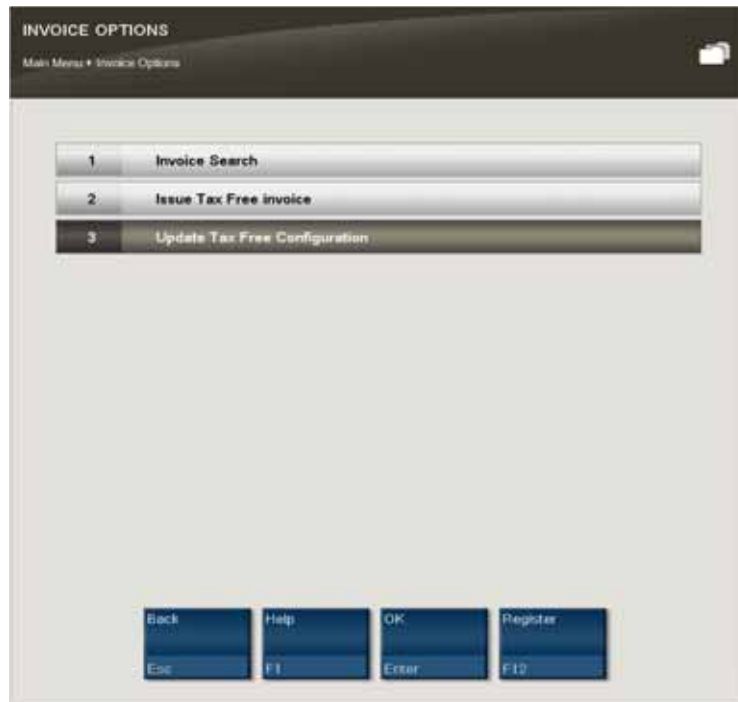 INVOICE OPTIONS
Main Menu • Invoice Options
1 Invoice Search
2 Issue Tax Free invoice
3 Update Tax Free Configuration
Back Help OK Register
Esc F1 Enter F12